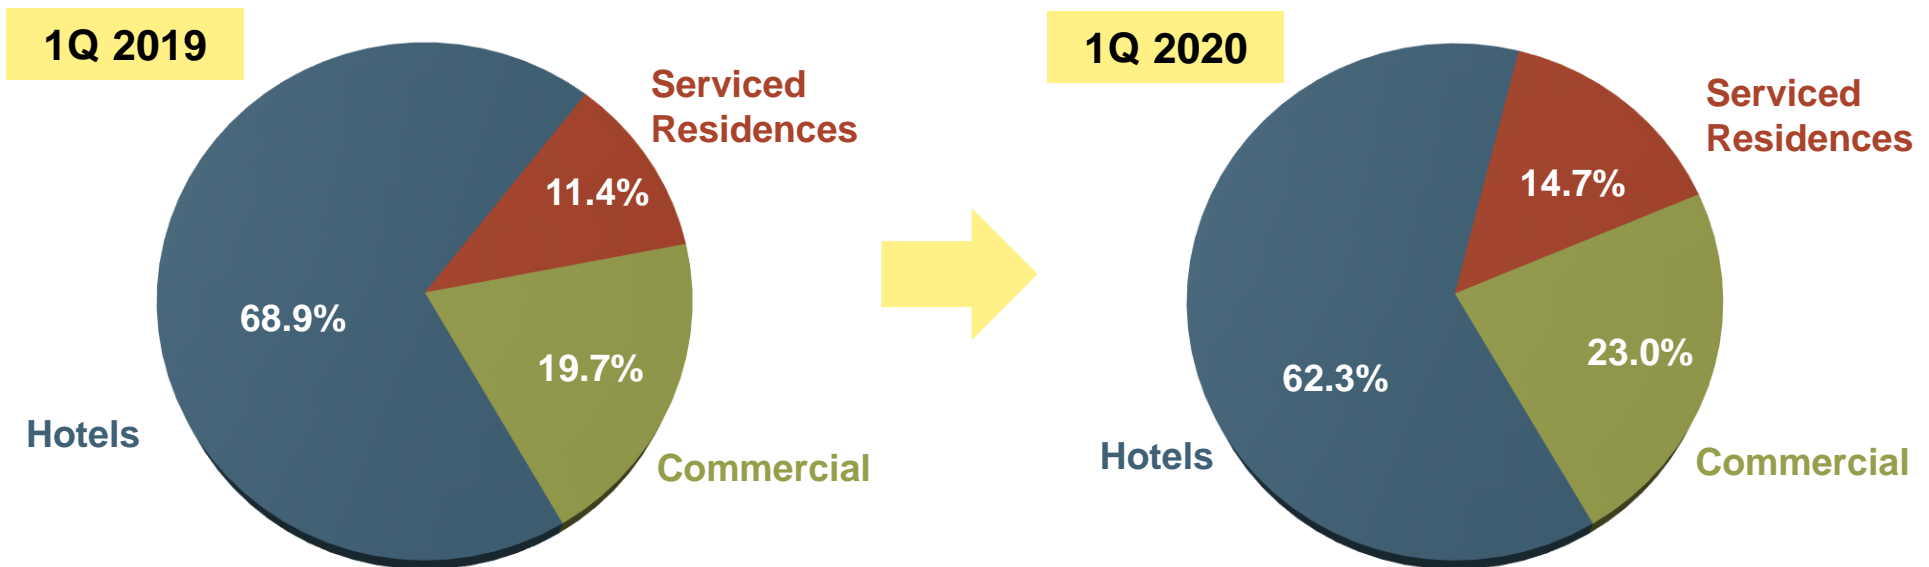 1Q 2019
Serviced
Residences
11.4%
68.9%
19.7%
Hotels
Commercial
1Q 2020
Serviced
Residences
14.7%
23.0%
62.3%
Hotels
Commercial